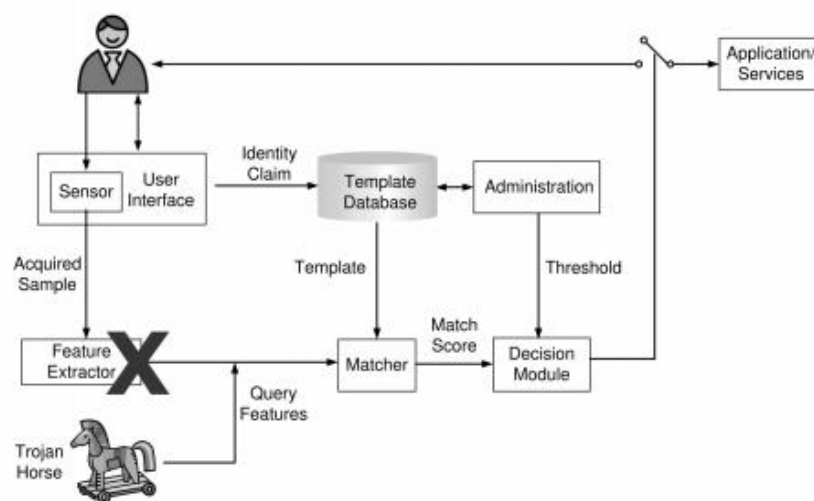 Application/
Services
Sensor
User
Interface
Identity
Claim
Template
Database
Administration
Acquired
Sample
Template
Threshold
Feature
Extractor
Matcher
Match
Score
Decision
Module
Query
Features
Trojan
Horse